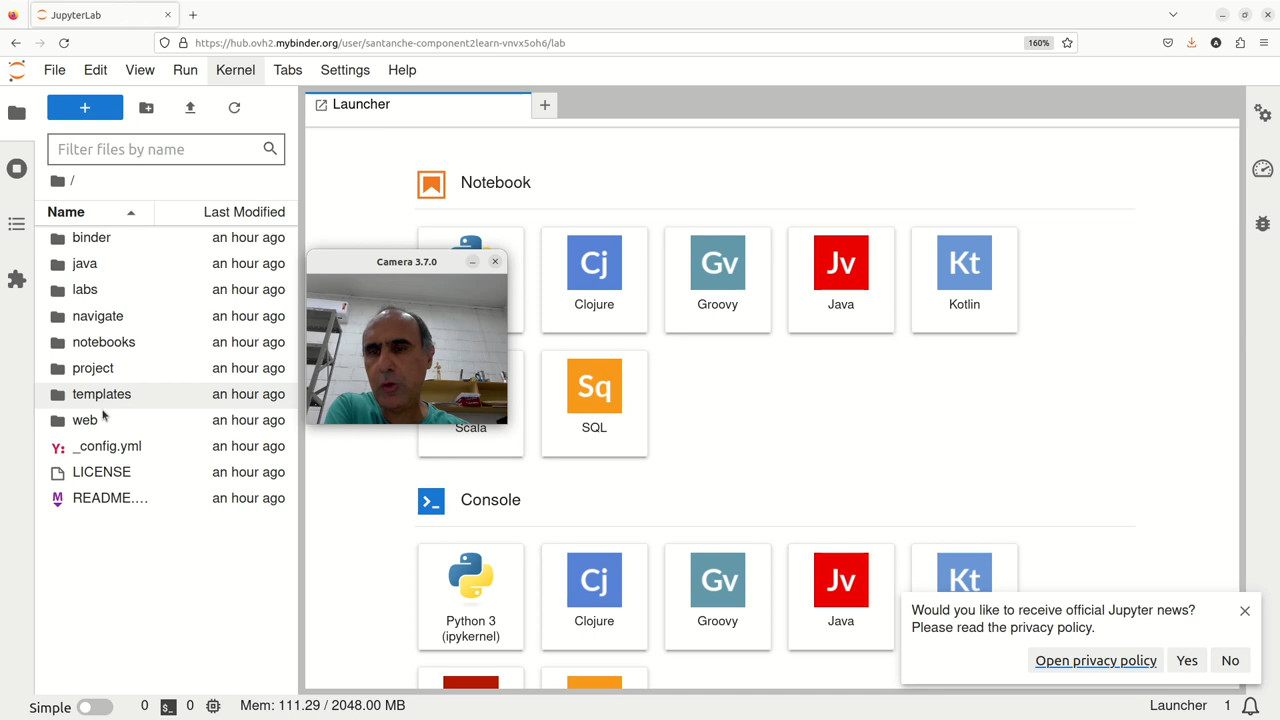 JupyterLab
https://hub.ovh2.mybinder.org/user/santanche-component2learn-vnvx5oh6/lab
160%
File Edit View Run Kernel Tabs Settings Help
+
Launcher
Filter files by name
/
Name Last Modified
binder an hour ago
java an hour ago
labs an hour ago
navigate an hour ago
notebooks an hour ago
project an hour ago
templates an hour ago
web an hour ago
Y: _config.yml an hour ago
LICENSE an hour ago
M README.… an hour ago
Notebook
Cj Gv Jv Kt
Clojure Groovy Java Kotlin
Camera 3.7.0
Sq
Scala SQL
Console
Cj Gv Jv Kt
Python 3 (ipykernel)
Clojure Groovy Java
Would you like to receive official Jupyter news?
Please read the privacy policy.
Open privacy policy Yes No
Simple 0 $_ 0 Mem: 111.29 / 2048.00 MB Launcher 1